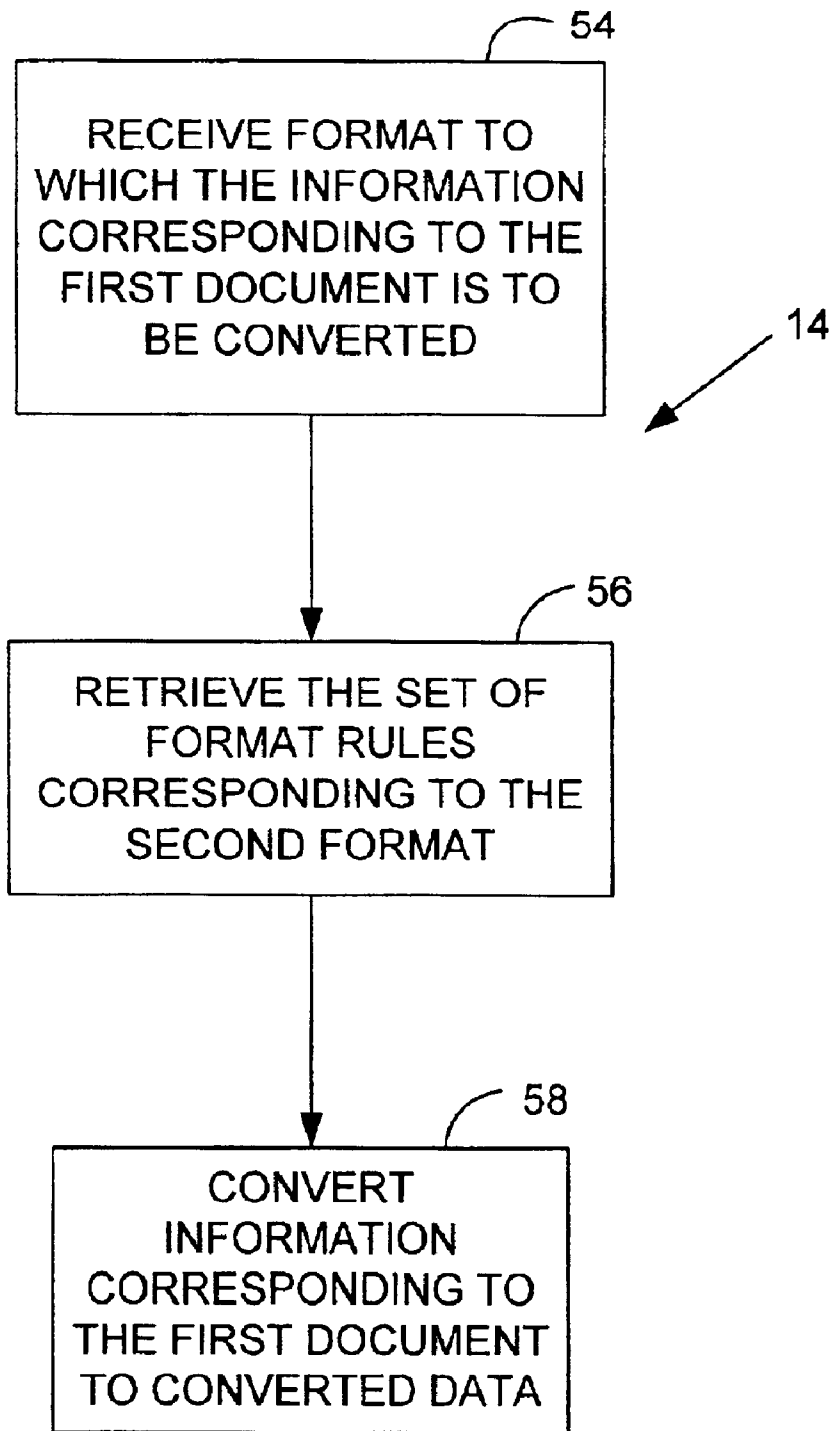 54
RECEIVE FORMAT TO
WHICH THE INFORMATION
CORRESPONDING TO THE
FIRST DOCUMENT IS TO
BE CONVERTED
14
56
RETRIEVE THE SET OF
FORMAT RULES
CORRESPONDING TO THE
SECOND FORMAT
58
CONVERT
INFORMATION
CORRESPONDING TO
THE FIRST DOCUMENT
TO CONVERTED DATA